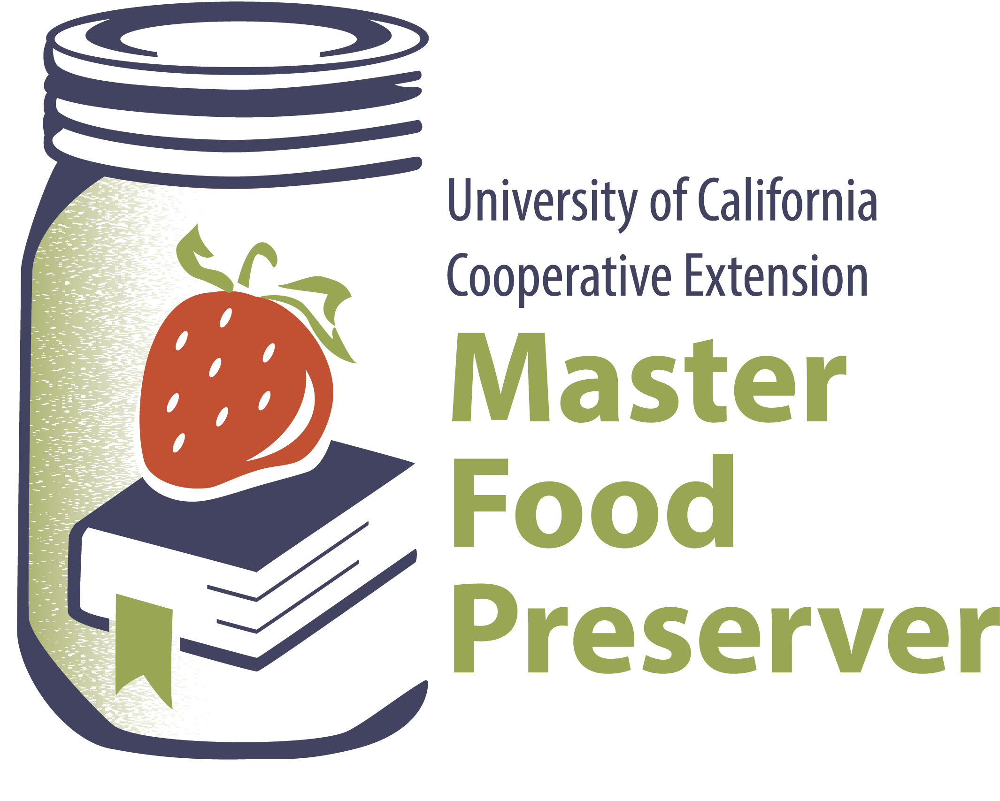 University of California
Cooperative Extension
Master
Food
Preserver